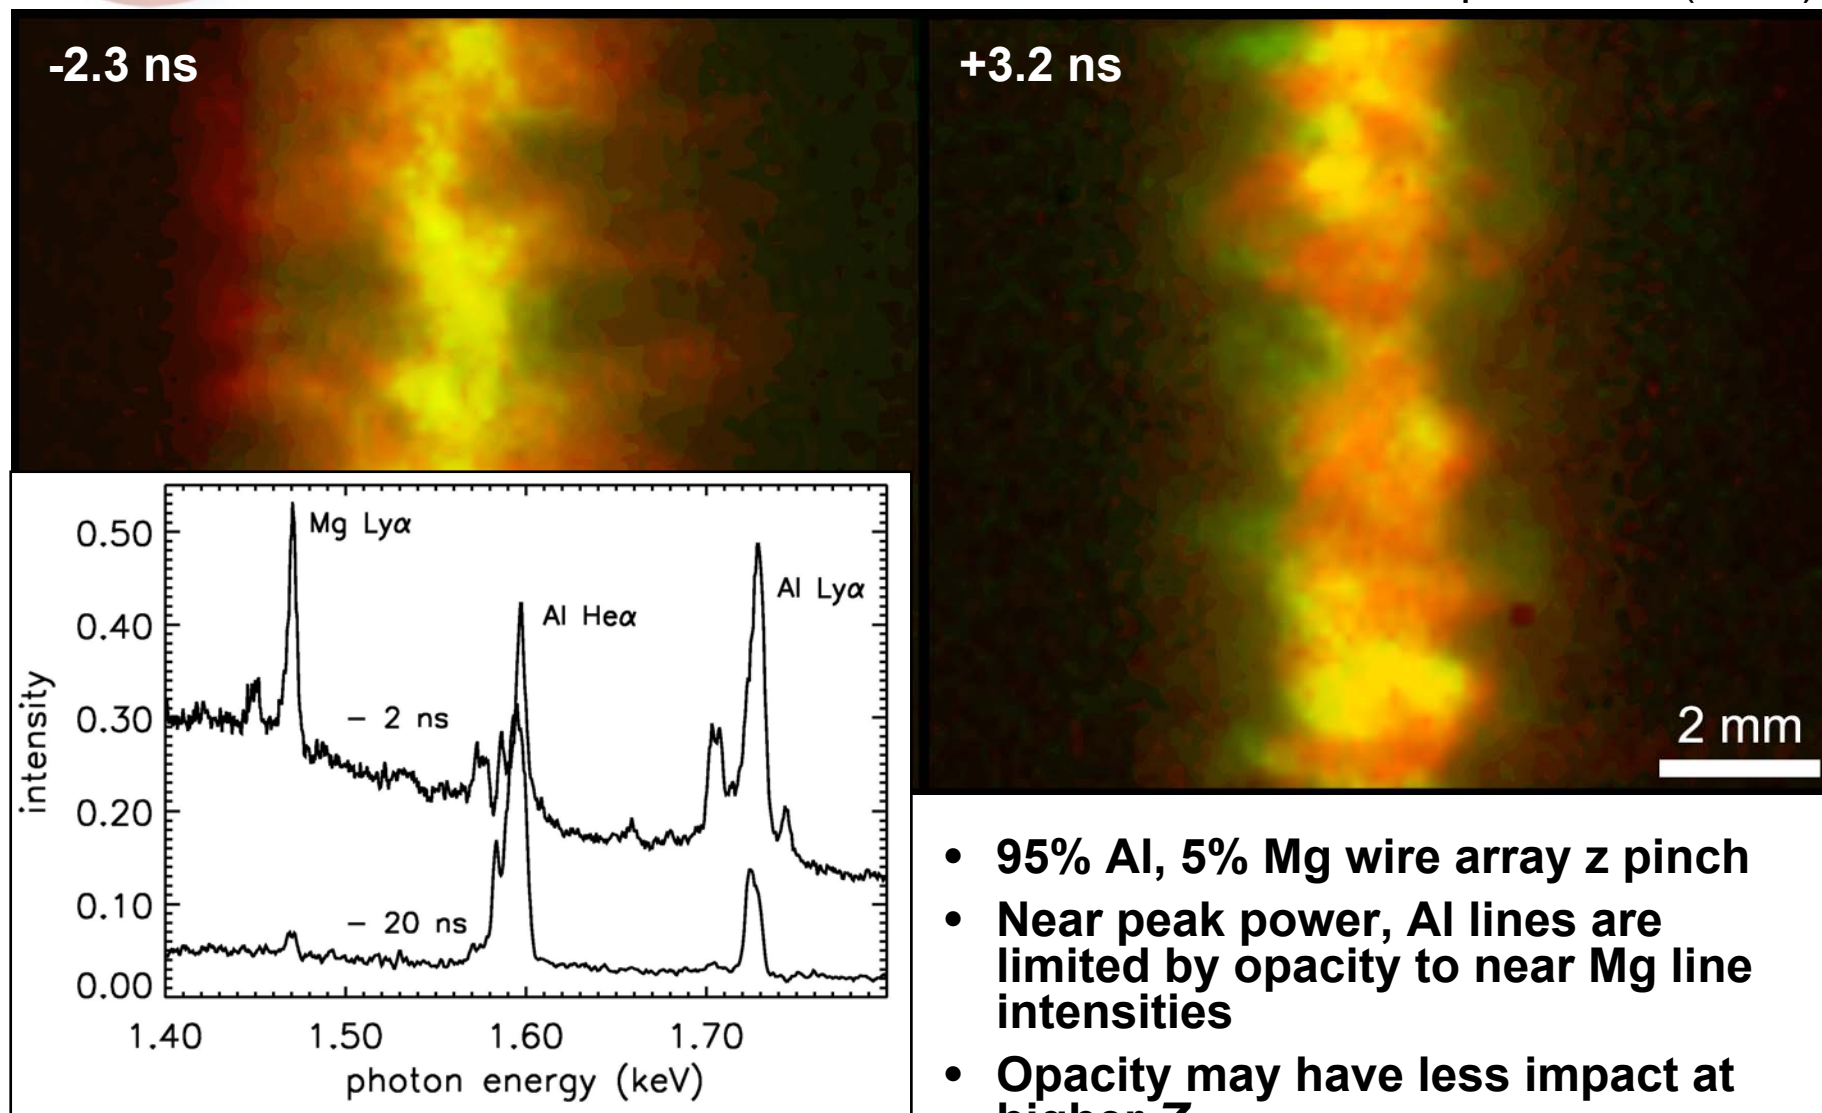 -2.3 ns
+3.2 ns
2 mm
0.50
0.40
0.30
0.20
0.10
0.00
intensity
Mg Lyα
Al Heα
Al Lyα
– 2 ns
– 20 ns
1.40 1.50 1.60 1.70
photon energy (keV)
• 95% Al, 5% Mg wire array z pinch
• Near peak power, Al lines are
limited by opacity to near Mg line
intensities
• Opacity may have less impact at
higher Z